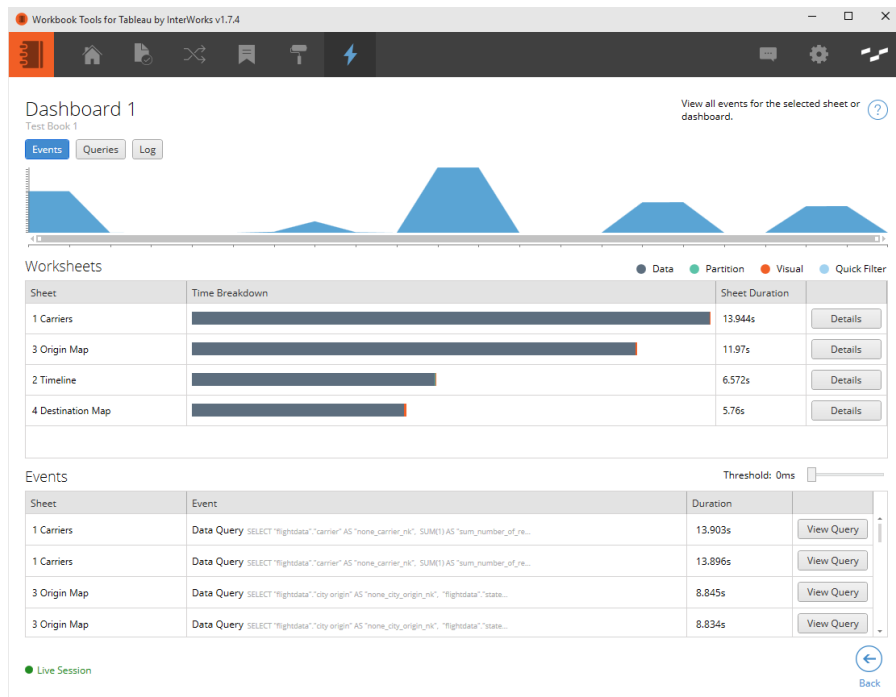 Workbook Tools for Tableau by InterWorks v1.7.4
Dashboard 1
Test Book 1
View all events for the selected sheet or
dashboard.
?
Events Queries Log
Worksheets
Data Partition Visual Quick Filter
Sheet Time Breakdown Sheet Duration
1 Carriers 13.944s Details
3 Origin Map 11.97s Details
2 Timeline 6.572s Details
4 Destination Map 5.76s Details
Events
Threshold: 0ms
Sheet Event Duration
1 Carriers Data Query SELECT "flightdata"."carrier" AS "none_carrier_nk", SUM(1) AS "sum_number_of_re... 13.903s View Query
1 Carriers Data Query SELECT "flightdata"."carrier" AS "none_carrier_nk", SUM(1) AS "sum_number_of_re... 13.896s View Query
3 Origin Map Data Query SELECT "flightdata"."city origin" AS "none_city_origin_nk", "flightdata"."state... 8.845s View Query
3 Origin Map Data Query SELECT "flightdata"."city origin" AS "none_city_origin_nk", "flightdata"."state... 8.834s View Query
Live Session
Back